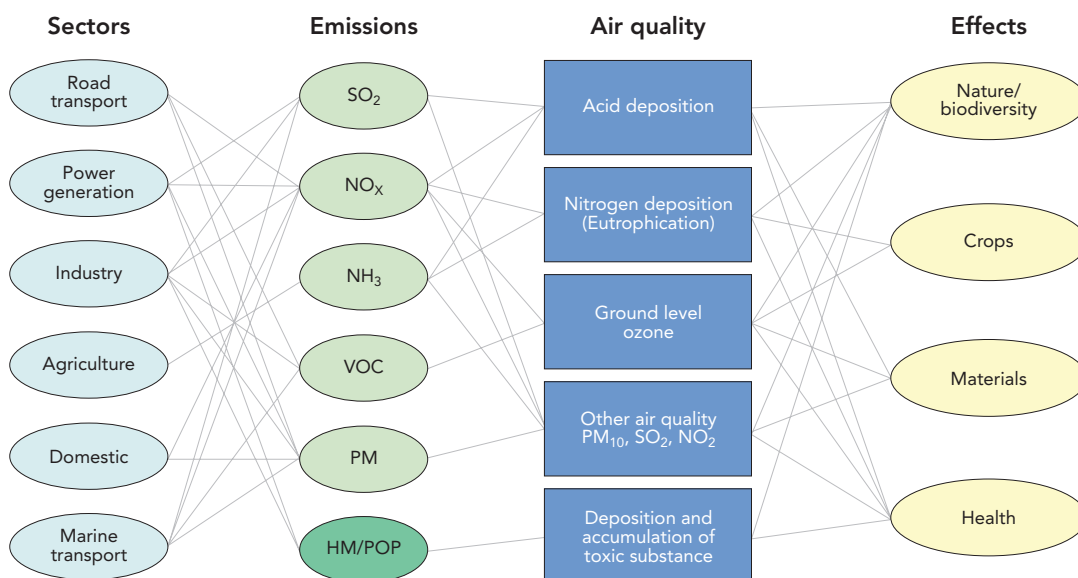 Sectors
Road
transport
Power
generation
Industry
Agriculture
Domestic
Marine
transport
Emissions
SO₂
NOₓ
NH₃
VOC
PM
HM/POP
Air quality
Acid deposition
Nitrogen deposition
(Eutrophication)
Ground level
ozone
Other air quality
PM₁₀, SO₂, NO₂
Deposition and
accumulation of
toxic substance
Effects
Nature/
biodiversity
Crops
Materials
Health